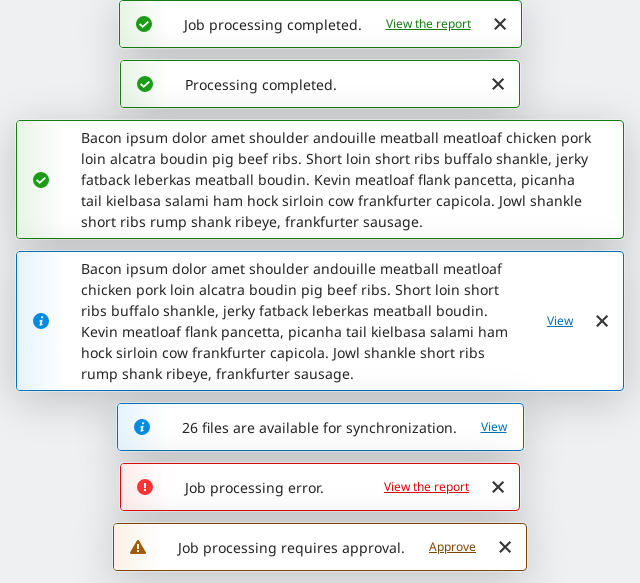 Job processing completed. View the report
Processing completed.
Bacon ipsum dolor amet shoulder andouille meatball meatloaf chicken pork
loin alcatra boudin pig beef ribs. Short loin short ribs buffalo shankle, jerky
fatback leberkas meatball boudin. Kevin meatloaf flank pancetta, picanha
tail kielbasa salami ham hock sirloin cow frankfurter capicola. Jowl shankle
short ribs rump shank ribeye, frankfurter sausage.
Bacon ipsum dolor amet shoulder andouille meatball meatloaf
chicken pork loin alcatra boudin pig beef ribs. Short loin short
ribs buffalo shankle, jerky fatback leberkas meatball boudin.
Kevin meatloaf flank pancetta, picanha tail kielbasa salami ham
hock sirloin cow frankfurter capicola. Jowl shankle short ribs
rump shank ribeye, frankfurter sausage.
View
26 files are available for synchronization. View
Job processing error. View the report
Job processing requires approval. Approve